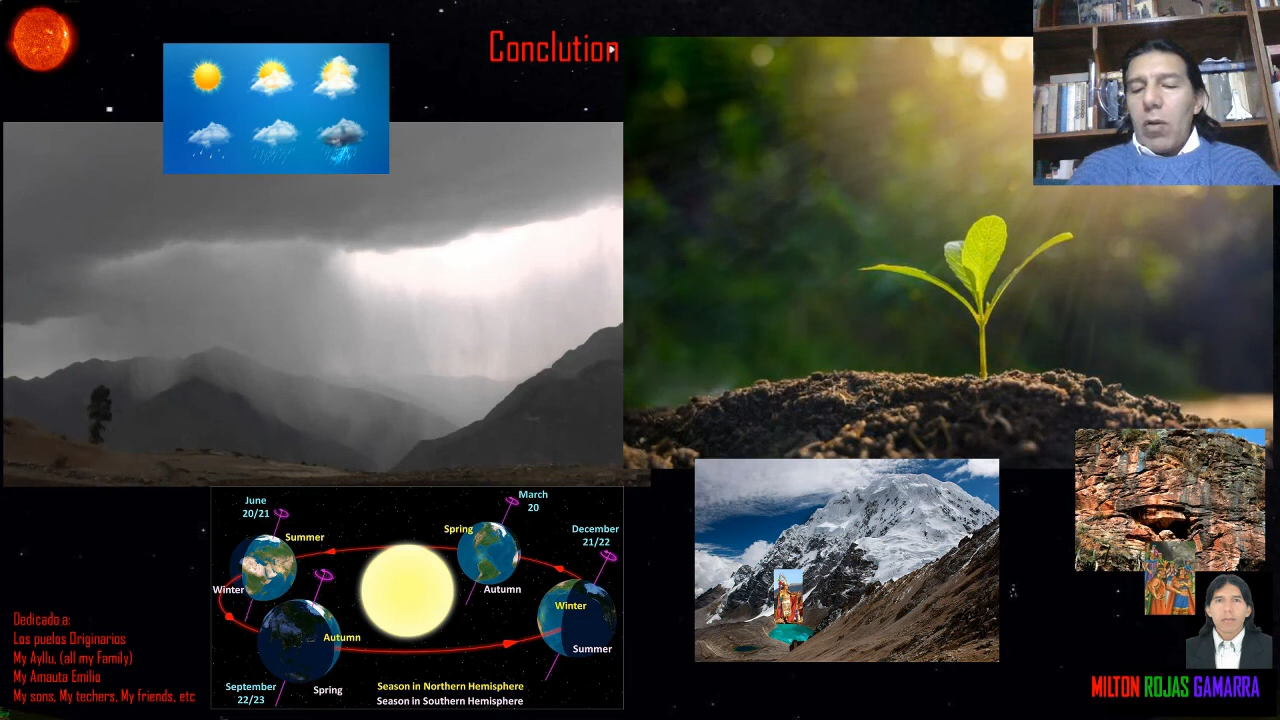 Conclution
June
20/21
Summer
Winter
March
20
Spring
Autumn
December
21/22
Winter
Summer
Autumn
Spring
September
22/23
Season in Northern Hemisphere
Season in Southern Hemisphere
Dedicado a:
Los puelos Originarios
My Ayllu, (all my Family)
My Amauta Emilio
My sons, My techers, My friends, etc
MILTON ROJAS GAMARRA